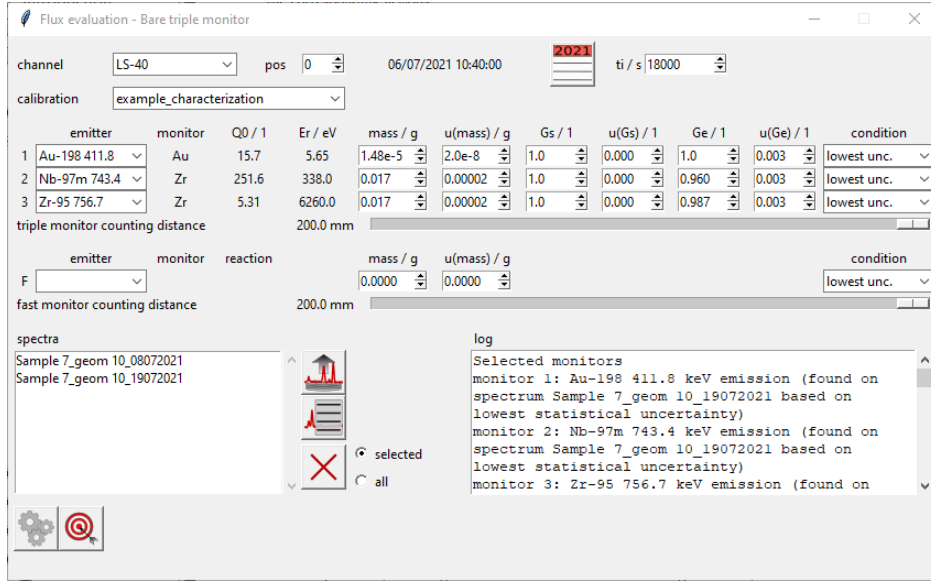 Flux evaluation - Bare triple monitor
channel LS-40 pos 0 06/07/2021 10:40:00 2021 ti / s 18000
calibration example_characterization
emitter monitor Q0 / 1 Er / eV mass / g u(mass) / g Gs / 1 u(Gs) / 1 Ge / 1 u(Ge) / 1 condition
1 Au-198 411.8 Au 15.7 5.65 1.48e-5 2.0e-8 1.0 0.000 1.0 0.003 lowest unc.
2 Nb-97m 743.4 Zr 251.6 338.0 0.017 0.00002 1.0 0.000 0.960 0.003 lowest unc.
3 Zr-95 756.7 Zr 5.31 6260.0 0.017 0.00002 1.0 0.000 0.987 0.003 lowest unc.
triple monitor counting distance 200.0 mm
emitter monitor reaction mass / g u(mass) / g condition
F 0.0000 0.0000 lowest unc.
fast monitor counting distance 200.0 mm
spectra
Sample 7_geom 10_08072021
Sample 7_geom 10_19072021
selected
all
log
Selected monitors
monitor 1: Au-198 411.8 keV emission (found on
spectrum Sample 7_geom 10_19072021 based on
lowest statistical uncertainty)
monitor 2: Nb-97m 743.4 keV emission (found on
spectrum Sample 7_geom 10_19072021 based on
lowest statistical uncertainty)
monitor 3: Zr-95 756.7 keV emission (found on